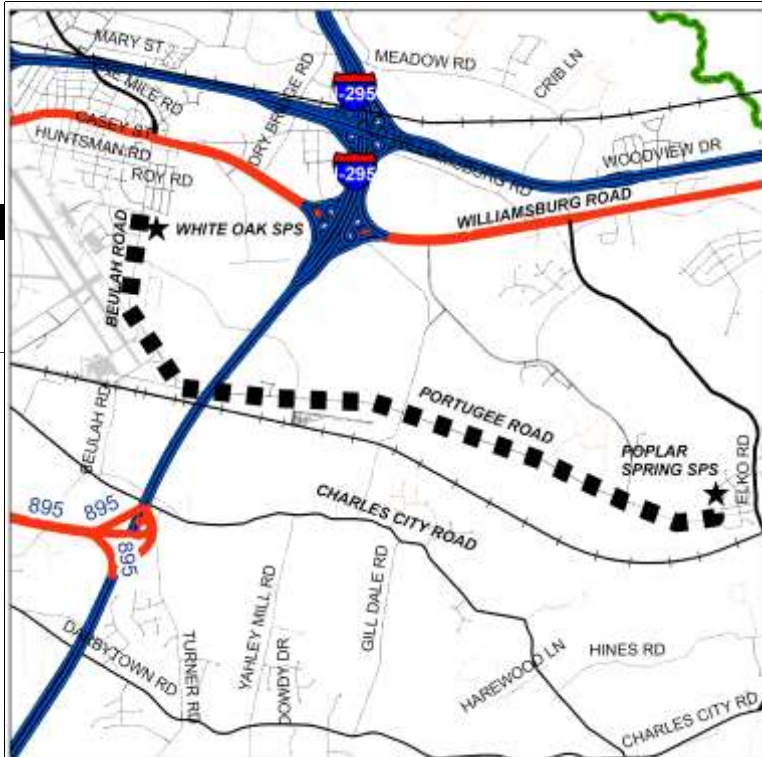 MARY ST
MEADOW RD
CRIB LN
MILE RD
DRY BRIDGE RD
I-295
CASEY ST
HUNTSMAN RD
ROY RD
I-295
WOODVIEW DR
WILLIAMSBURG ROAD
BEULAH ROAD
WHITE OAK SPS
PORTUGEE ROAD
POPLAR
SPRING SPS
BEULAH RD
ELKO RD
CHARLES CITY ROAD
895
895
895
DARBYTOWN RD
TURNER RD
YAHLEY MILL RD
DOWDY DR
GILL DALE RD
HAREWOOD LN
HINES RD
CHARLES CITY RD